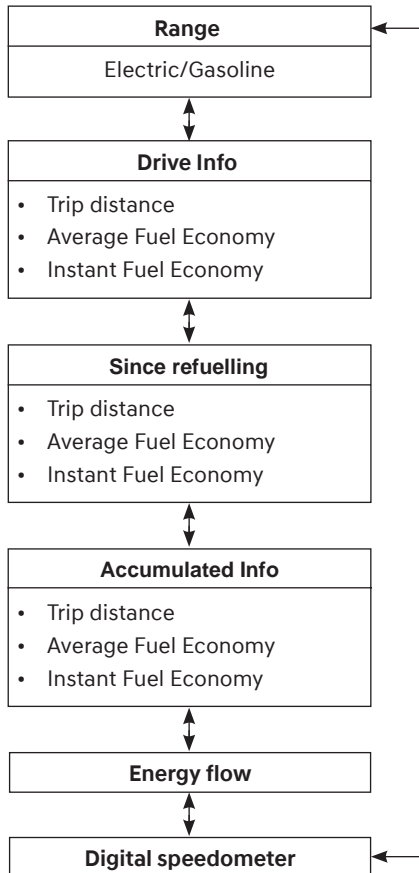 Range
Electric/Gasoline
Drive Info
• Trip distance
• Average Fuel Economy
• Instant Fuel Economy
Since refuelling
• Trip distance
• Average Fuel Economy
• Instant Fuel Economy
Accumulated Info
• Trip distance
• Average Fuel Economy
• Instant Fuel Economy
Energy flow
Digital speedometer